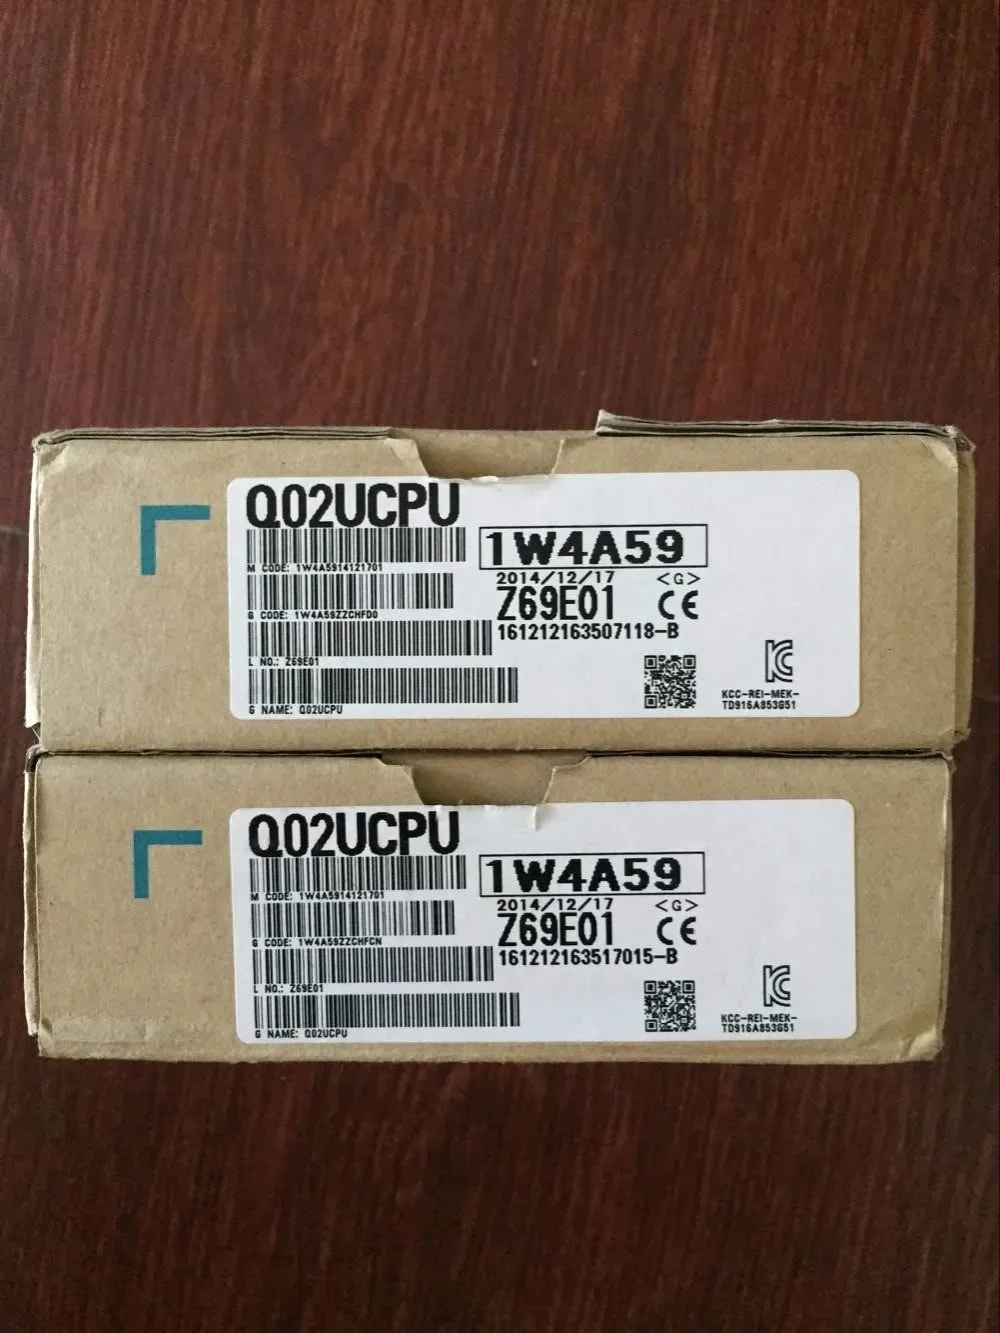 Q02UCPU
1W4A59
M CODE: 1W4A5914121701
2014/12/17 <G>
G CODE: 1W4A59ZZCHFD0
Z69E01 CE
161212163507118-B
L NO.: Z69E01
G NAME: Q02UCPU
KCC-REI-MEK-
TD916A853G51
Q02UCPU
1W4A59
M CODE: 1W4A5914121701
2014/12/17 <G>
G CODE: 1W4A59ZZCHFCN
Z69E01 CE
161212163517015-B
L NO.: Z69E01
G NAME: Q02UCPU
KCC-REI-MEK-
TD916A853G51